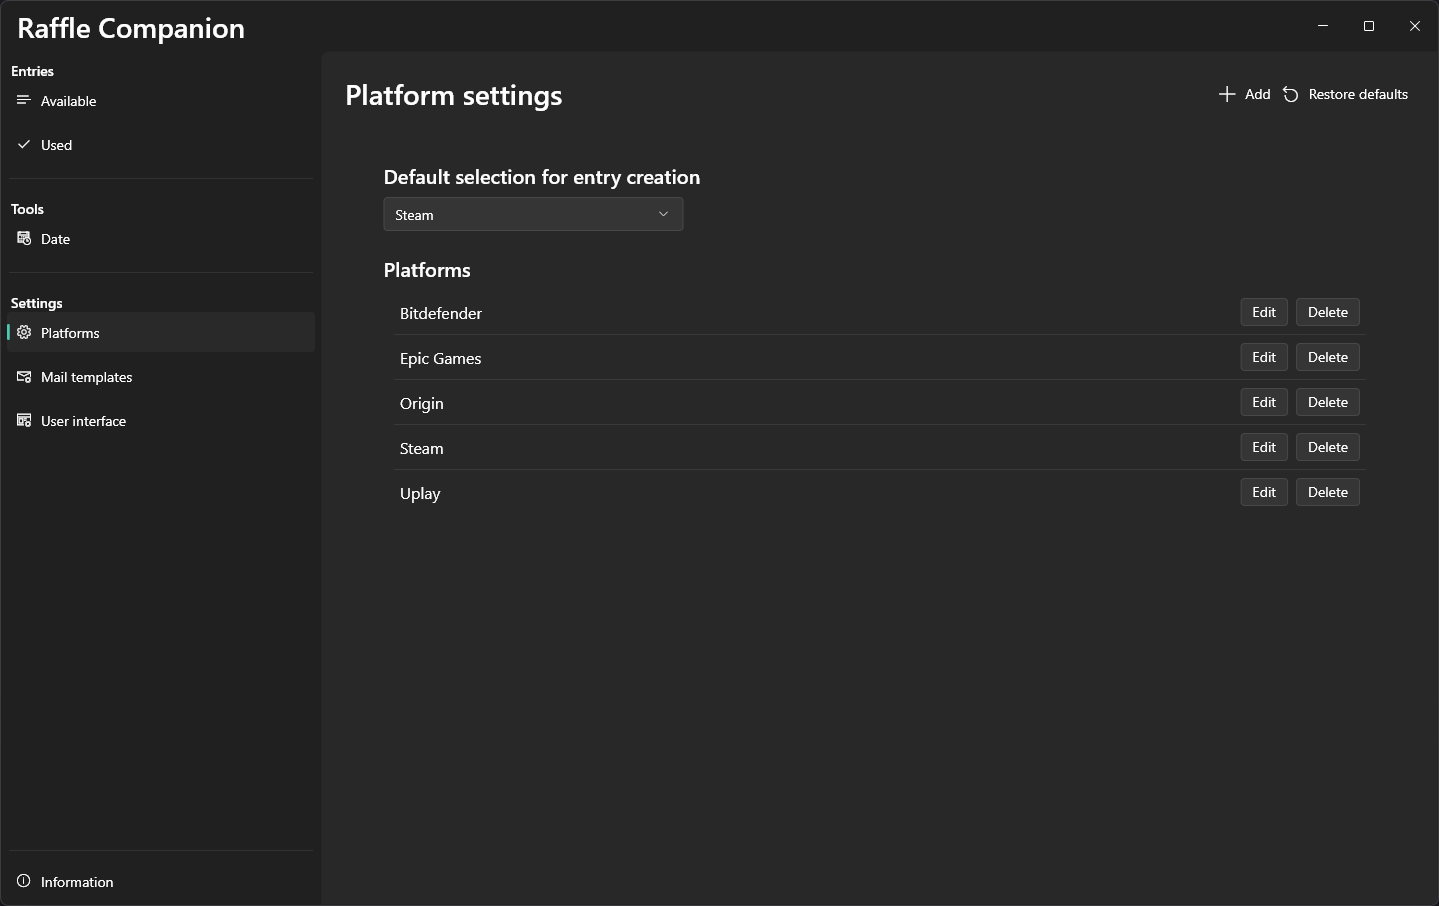 Raffle Companion
Entries
Available
Used
Tools
Date
Settings
Platforms
Mail templates
User interface
Information
Platform settings
Add Restore defaults
Default selection for entry creation
Steam
Platforms
Bitdefender Edit Delete
Epic Games Edit Delete
Origin Edit Delete
Steam Edit Delete
Uplay Edit Delete